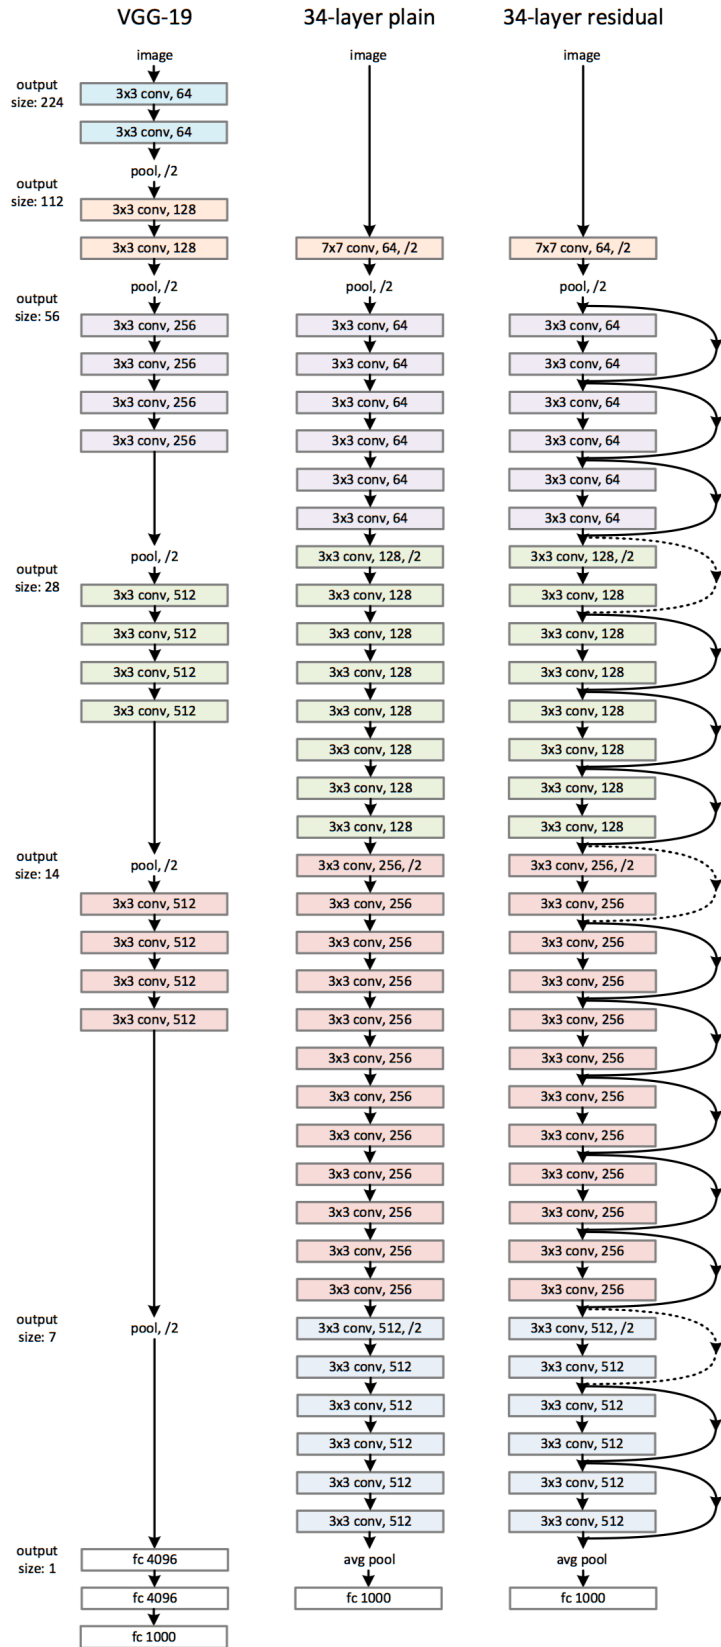 VGG-19
image
output
size: 224
3x3 conv, 64
3x3 conv, 64
pool, /2
output
size: 112
3x3 conv, 128
3x3 conv, 128
pool, /2
output
size: 56
3x3 conv, 256
3x3 conv, 256
3x3 conv, 256
3x3 conv, 256
pool, /2
output
size: 28
3x3 conv, 512
3x3 conv, 512
3x3 conv, 512
3x3 conv, 512
pool, /2
output
size: 14
3x3 conv, 512
3x3 conv, 512
3x3 conv, 512
3x3 conv, 512
output
size: 7
pool, /2
output
size: 1
fc 4096
fc 4096
fc 1000
34-layer plain
image
7x7 conv, 64, /2
pool, /2
3x3 conv, 64
3x3 conv, 64
3x3 conv, 64
3x3 conv, 64
3x3 conv, 64
3x3 conv, 64
3x3 conv, 128, /2
3x3 conv, 128
3x3 conv, 128
3x3 conv, 128
3x3 conv, 128
3x3 conv, 128
3x3 conv, 128
3x3 conv, 128
3x3 conv, 256, /2
3x3 conv, 256
3x3 conv, 256
3x3 conv, 256
3x3 conv, 256
3x3 conv, 256
3x3 conv, 256
3x3 conv, 256
3x3 conv, 256
3x3 conv, 256
3x3 conv, 256
3x3 conv, 256
3x3 conv, 512, /2
3x3 conv, 512
3x3 conv, 512
3x3 conv, 512
3x3 conv, 512
3x3 conv, 512
avg pool
fc 1000
34-layer residual
image
7x7 conv, 64, /2
pool, /2
3x3 conv, 64
3x3 conv, 64
3x3 conv, 64
3x3 conv, 64
3x3 conv, 64
3x3 conv, 64
3x3 conv, 128, /2
3x3 conv, 128
3x3 conv, 128
3x3 conv, 128
3x3 conv, 128
3x3 conv, 128
3x3 conv, 128
3x3 conv, 128
3x3 conv, 256, /2
3x3 conv, 256
3x3 conv, 256
3x3 conv, 256
3x3 conv, 256
3x3 conv, 256
3x3 conv, 256
3x3 conv, 256
3x3 conv, 256
3x3 conv, 256
3x3 conv, 256
3x3 conv, 256
3x3 conv, 512, /2
3x3 conv, 512
3x3 conv, 512
3x3 conv, 512
3x3 conv, 512
3x3 conv, 512
avg pool
fc 1000